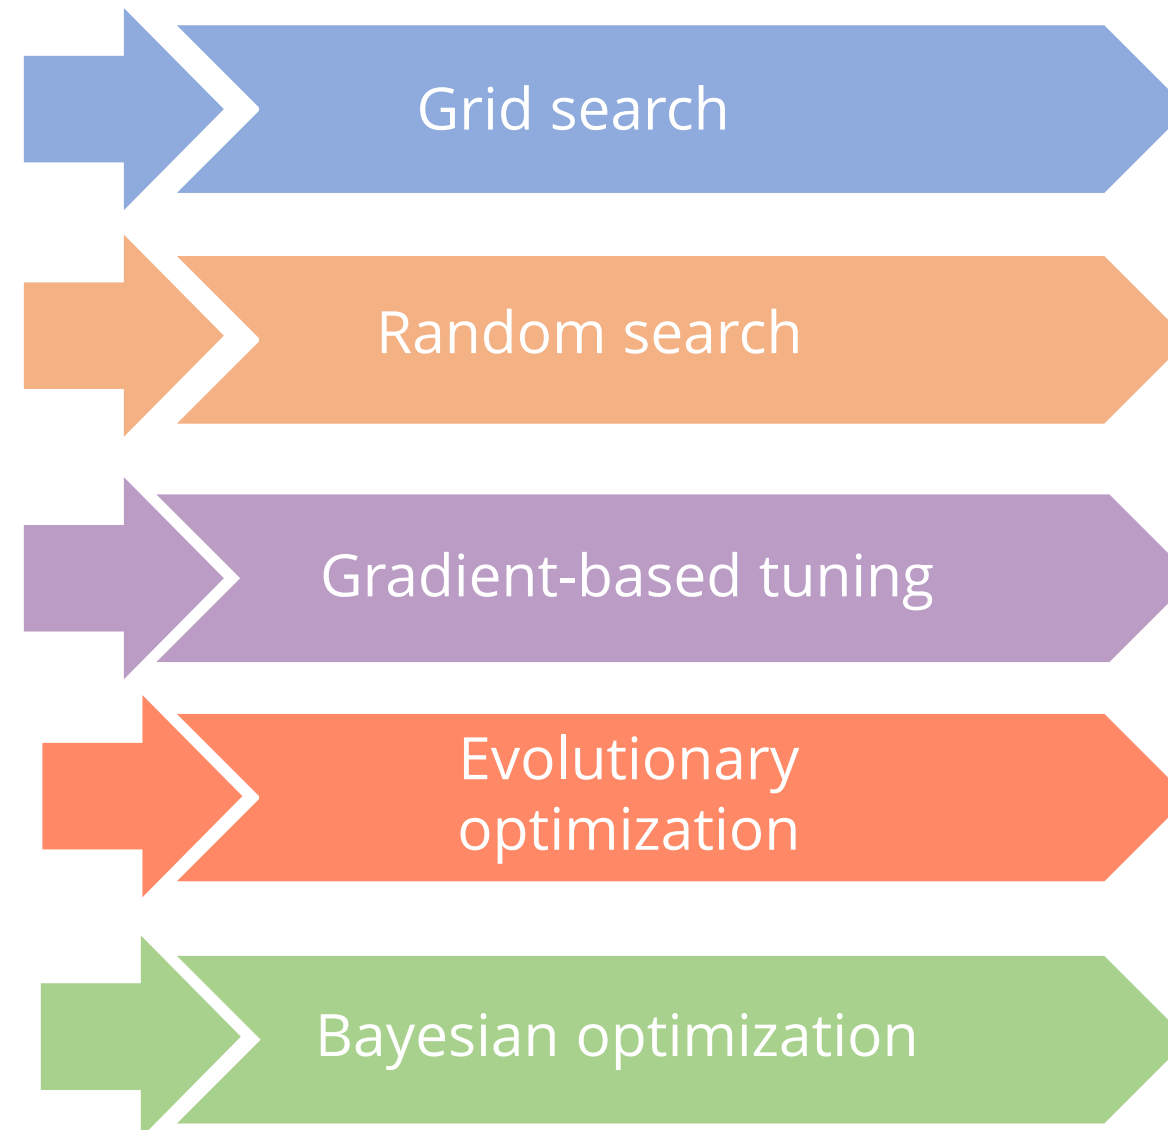 Grid search
Random search
Gradient-based tuning
Evolutionary
optimization
Bayesian optimization